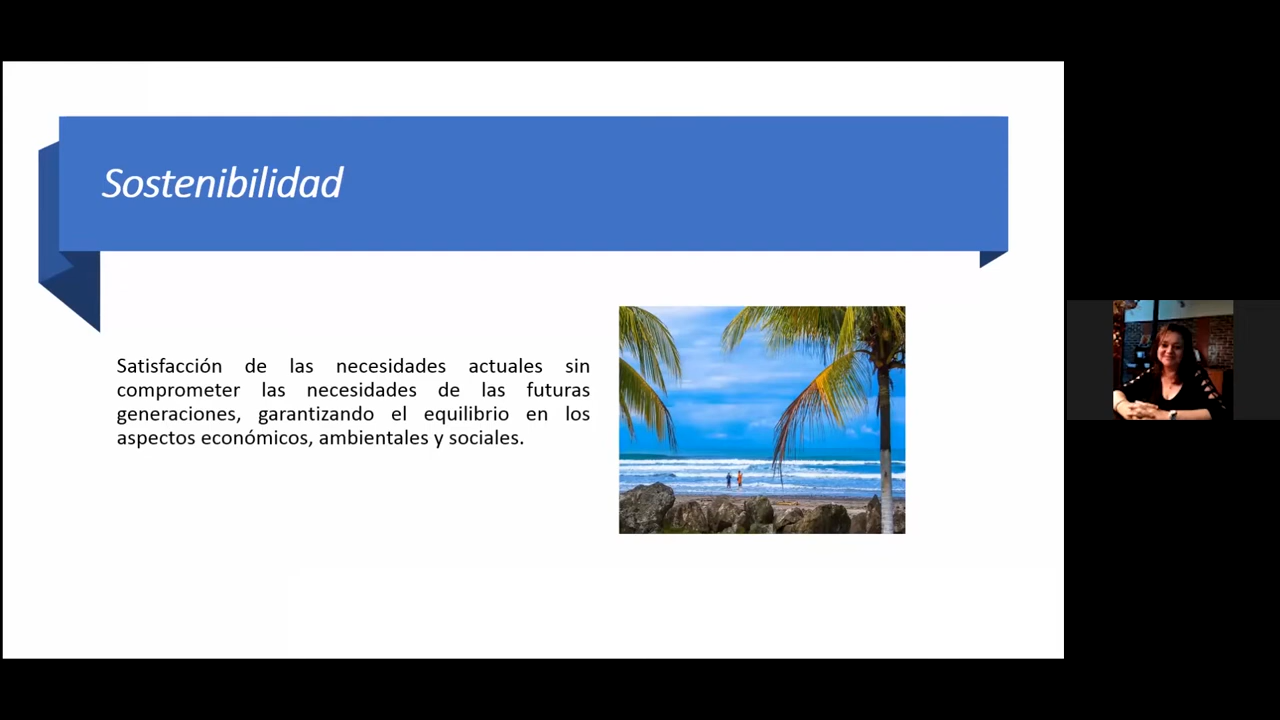 Sostenibilidad
Satisfacción de las necesidades actuales sin
comprometer las necesidades de las futuras
generaciones, garantizando el equilibrio en los
aspectos económicos, ambientales y sociales.